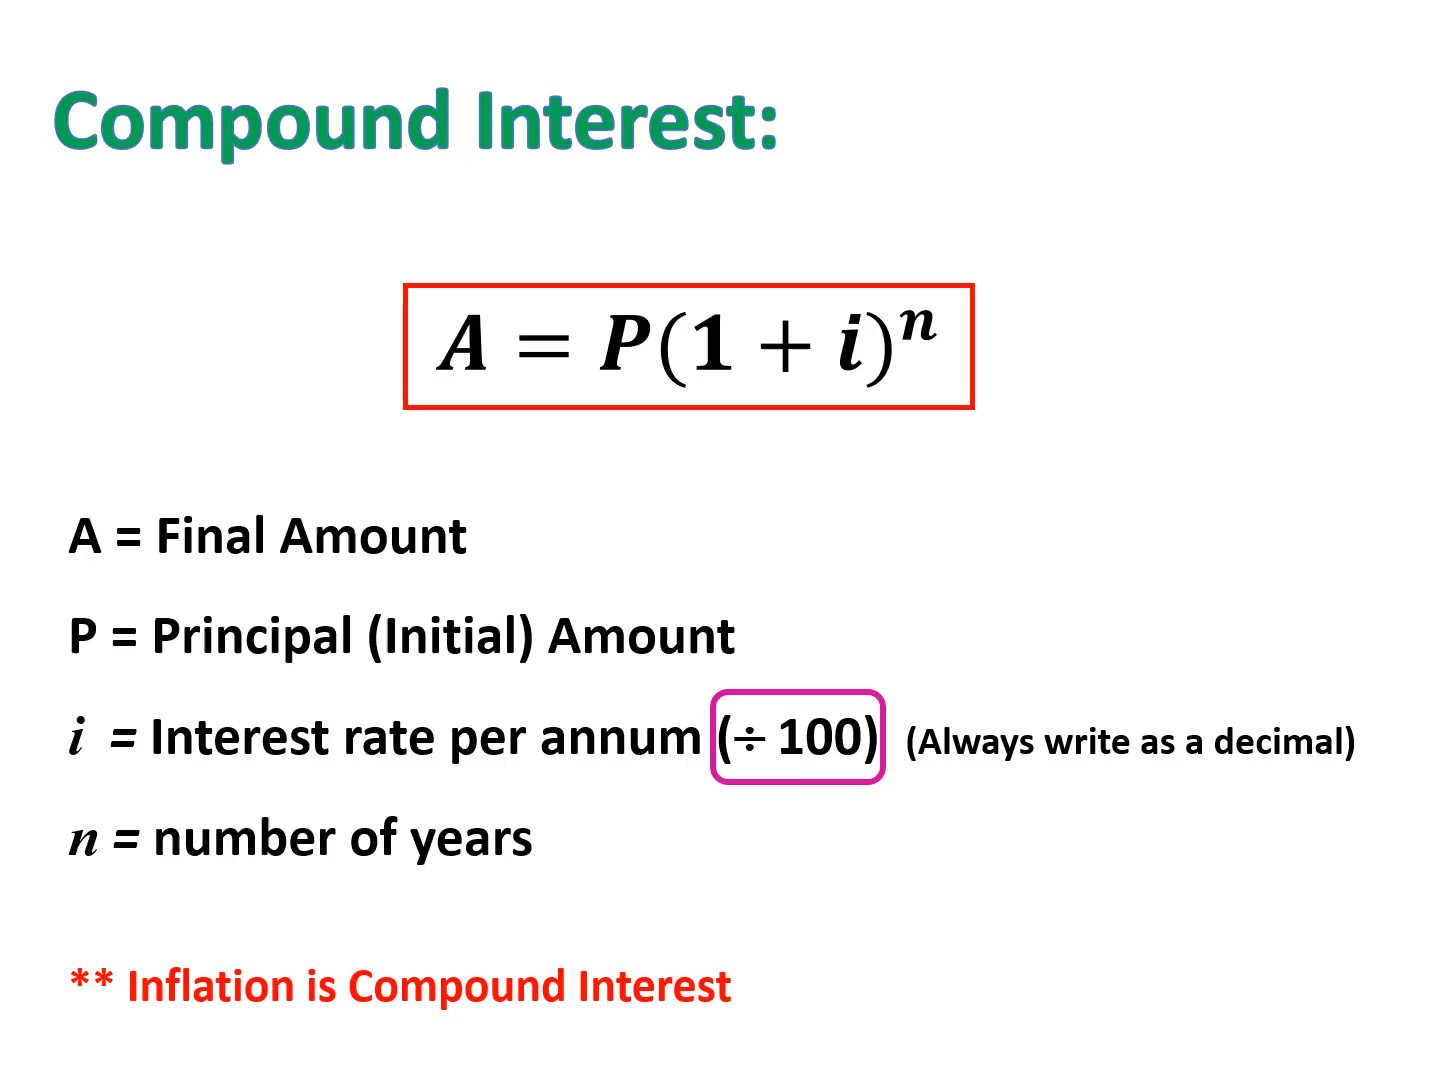 Compound Interest:
A = P(1 + i)ⁿ
A = Final Amount
P = Principal (Initial) Amount
i = Interest rate per annum (÷ 100) (Always write as a decimal)
n = number of years
** Inflation is Compound Interest